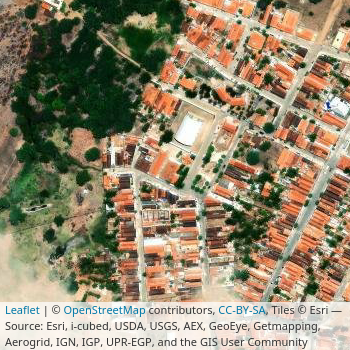 Leaflet | © OpenStreetMap contributors, CC-BY-SA, Tiles © Esri —
Source: Esri, i-cubed, USDA, USGS, AEX, GeoEye, Getmapping,
Aerogrid, IGN, IGP, UPR-EGP, and the GIS User Community